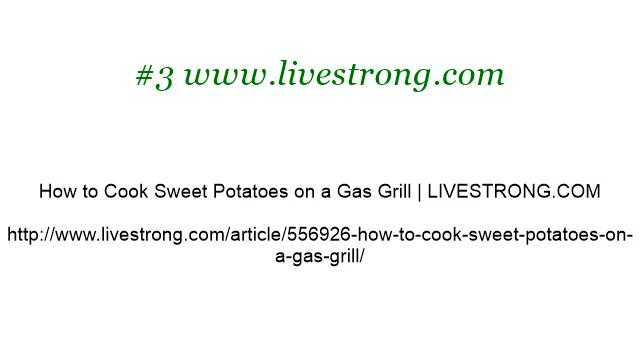 #3 www.livestrong.com
How to Cook Sweet Potatoes on a Gas Grill | LIVESTRONG.COM
http://www.livestrong.com/article/556926-how-to-cook-sweet-potatoes-on-
a-gas-grill/